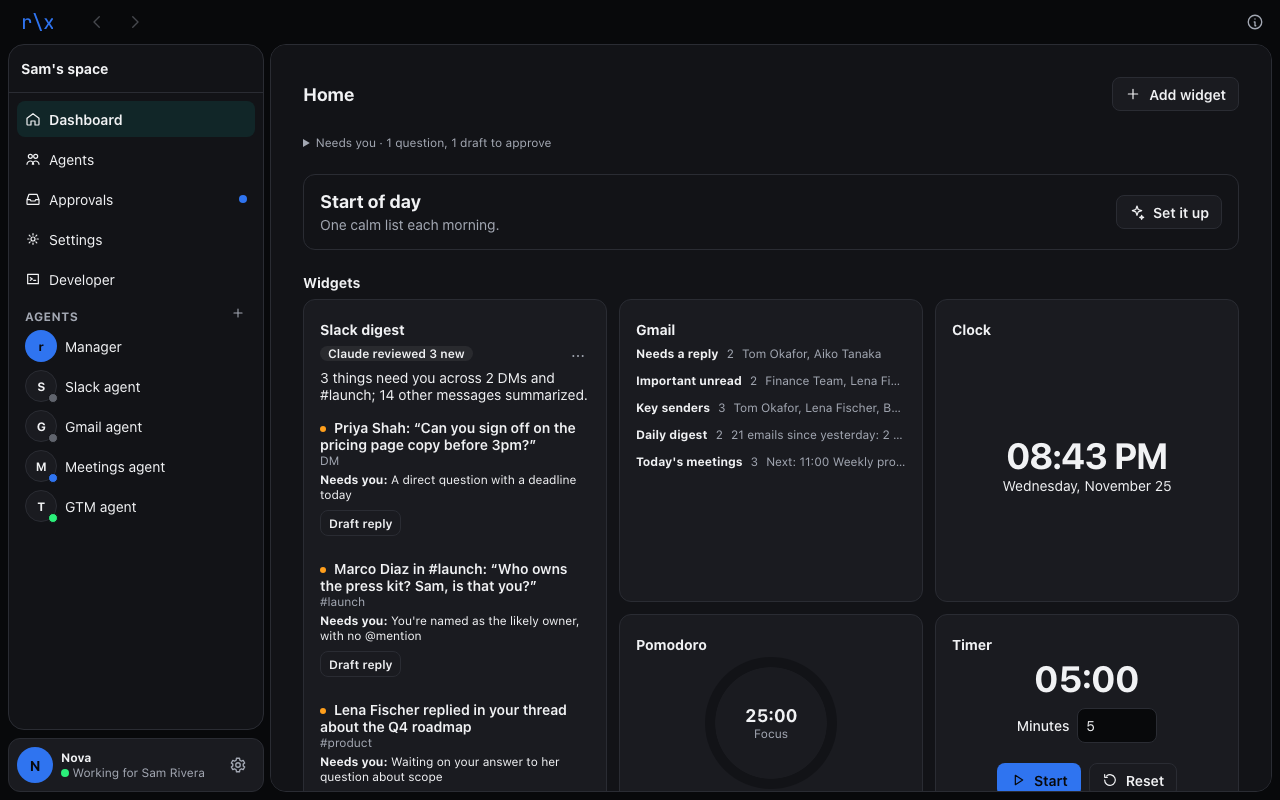 r\x
Sam's space
Dashboard
Agents
Approvals
Settings
Developer
AGENTS
r Manager
S Slack agent
G Gmail agent
M Meetings agent
T GTM agent
N Nova
Working for Sam Rivera
Home
Add widget
Needs you · 1 question, 1 draft to approve
Start of day
One calm list each morning.
Set it up
Widgets
Slack digest
Claude reviewed 3 new
3 things need you across 2 DMs and
#launch; 14 other messages summarized.
Priya Shah: “Can you sign off on the
pricing page copy before 3pm?”
DM
Needs you: A direct question with a deadline
today
Draft reply
Marco Diaz in #launch: “Who owns
the press kit? Sam, is that you?”
#launch
Needs you: You're named as the likely owner,
with no @mention
Draft reply
Lena Fischer replied in your thread
about the Q4 roadmap
#product
Needs you: Waiting on your answer to her
question about scope
Gmail
Needs a reply 2 Tom Okafor, Aiko Tanaka
Important unread 2 Finance Team, Lena Fi...
Key senders 3 Tom Okafor, Lena Fischer, B...
Daily digest 2 21 emails since yesterday: 2 ...
Today's meetings 3 Next: 11:00 Weekly pro...
Clock
08:43 PM
Wednesday, November 25
Pomodoro
25:00
Focus
Timer
05:00
Minutes 5
Start
Reset